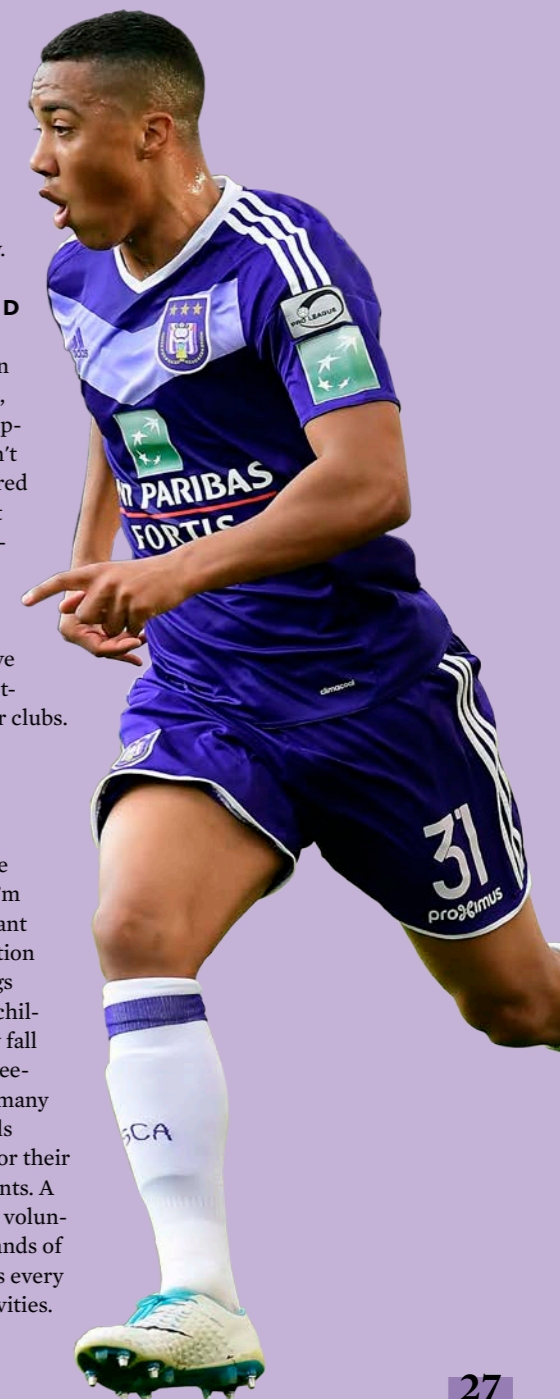 D
n
,
p-
n't
red
t
-
ve
t-
r clubs.
e
'm
ant
tion
gs
chil-
fall
ee-
many
ls
or their
nts. A
volun-
nds of
s every
vities.
adidas
PRO LEAGUE
PARIBAS
FORTIS
climacool
31
proximus
SCA
27